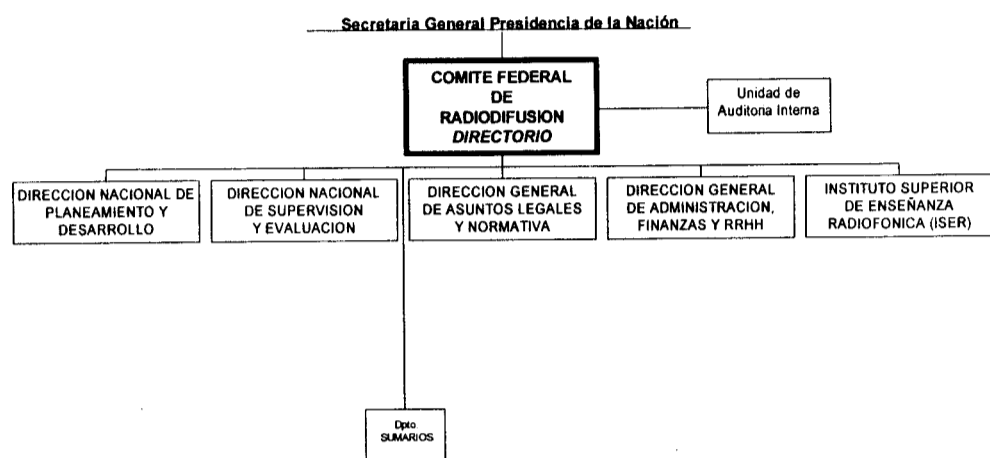 Secretaria General Presidencia de la Nación
COMITE FEDERAL
DE
RADIODIFUSION
DIRECTORIO
Unidad de
Auditoria Interna
DIRECCION NACIONAL DE
PLANEAMIENTO Y
DESARROLLO
DIRECCION NACIONAL
DE SUPERVISION
Y EVALUACION
DIRECCION GENERAL
DE ASUNTOS LEGALES
Y NORMATIVA
DIRECCION GENERAL
DE ADMINISTRACION,
FINANZAS Y RRHH
INSTITUTO SUPERIOR
DE ENSEÑANZA
RADIOFONICA (ISER)
Dpto.
SUMARIOS